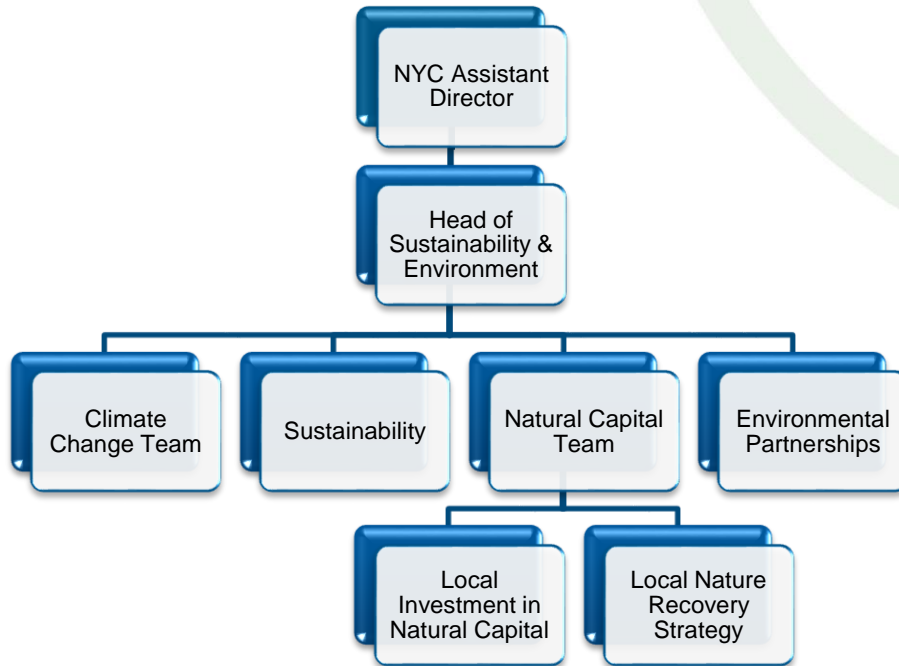 NYC Assistant
Director
Head of
Sustainability &
Environment
Climate
Change Team
Sustainability
Natural Capital
Team
Environmental
Partnerships
Local
Investment in
Natural Capital
Local Nature
Recovery
Strategy